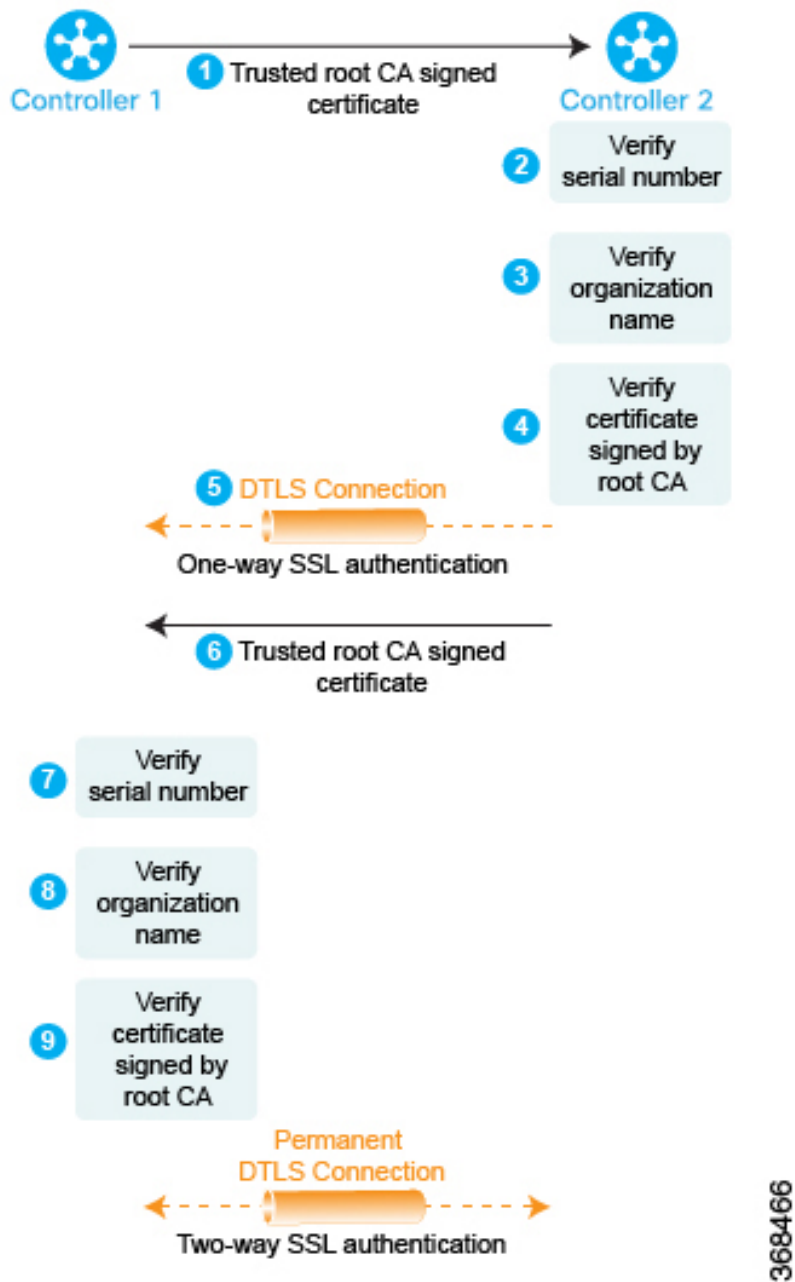 Controller 1
1 Trusted root CA signed
certificate
Controller 2
2
Verify
serial number
3
Verify
organization
name
4
Verify
certificate
signed by
root CA
5 DTLS Connection
One-way SSL authentication
6 Trusted root CA signed
certificate
7
Verify
serial number
8
Verify
organization
name
9
Verify
certificate
signed by
root CA
Permanent
DTLS Connection
Two-way SSL authentication
368466